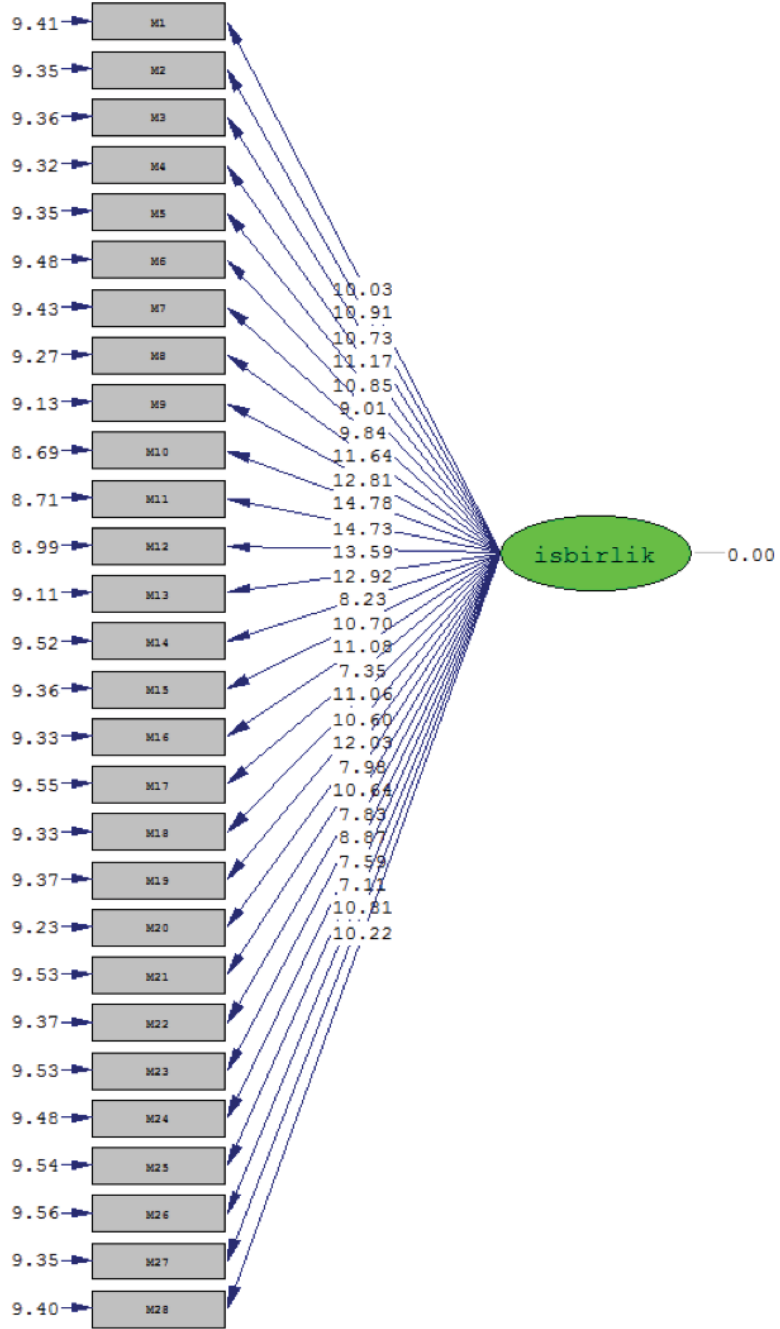 9.41 M1
9.35 M2
9.36 M3
9.32 M4
9.35 M5
9.48 M6
9.43 M7
9.27 M8
9.13 M9
8.69 M10
8.71 M11
8.99 M12
9.11 M13
9.52 M14
9.36 M15
9.33 M16
9.55 M17
9.33 M18
9.37 M19
9.23 M20
9.53 M21
9.37 M22
9.53 M23
9.48 M24
9.54 M25
9.56 M26
9.35 M27
9.40 M28
10.03
10.91
10.73
11.17
10.85
9.01
9.84
11.64
12.81
14.78
14.73
13.59
12.92
8.23
10.70
11.08
7.35
11.06
10.60
12.03
7.98
10.64
7.83
8.87
7.59
7.11
10.81
10.22
isbirlik 0.00